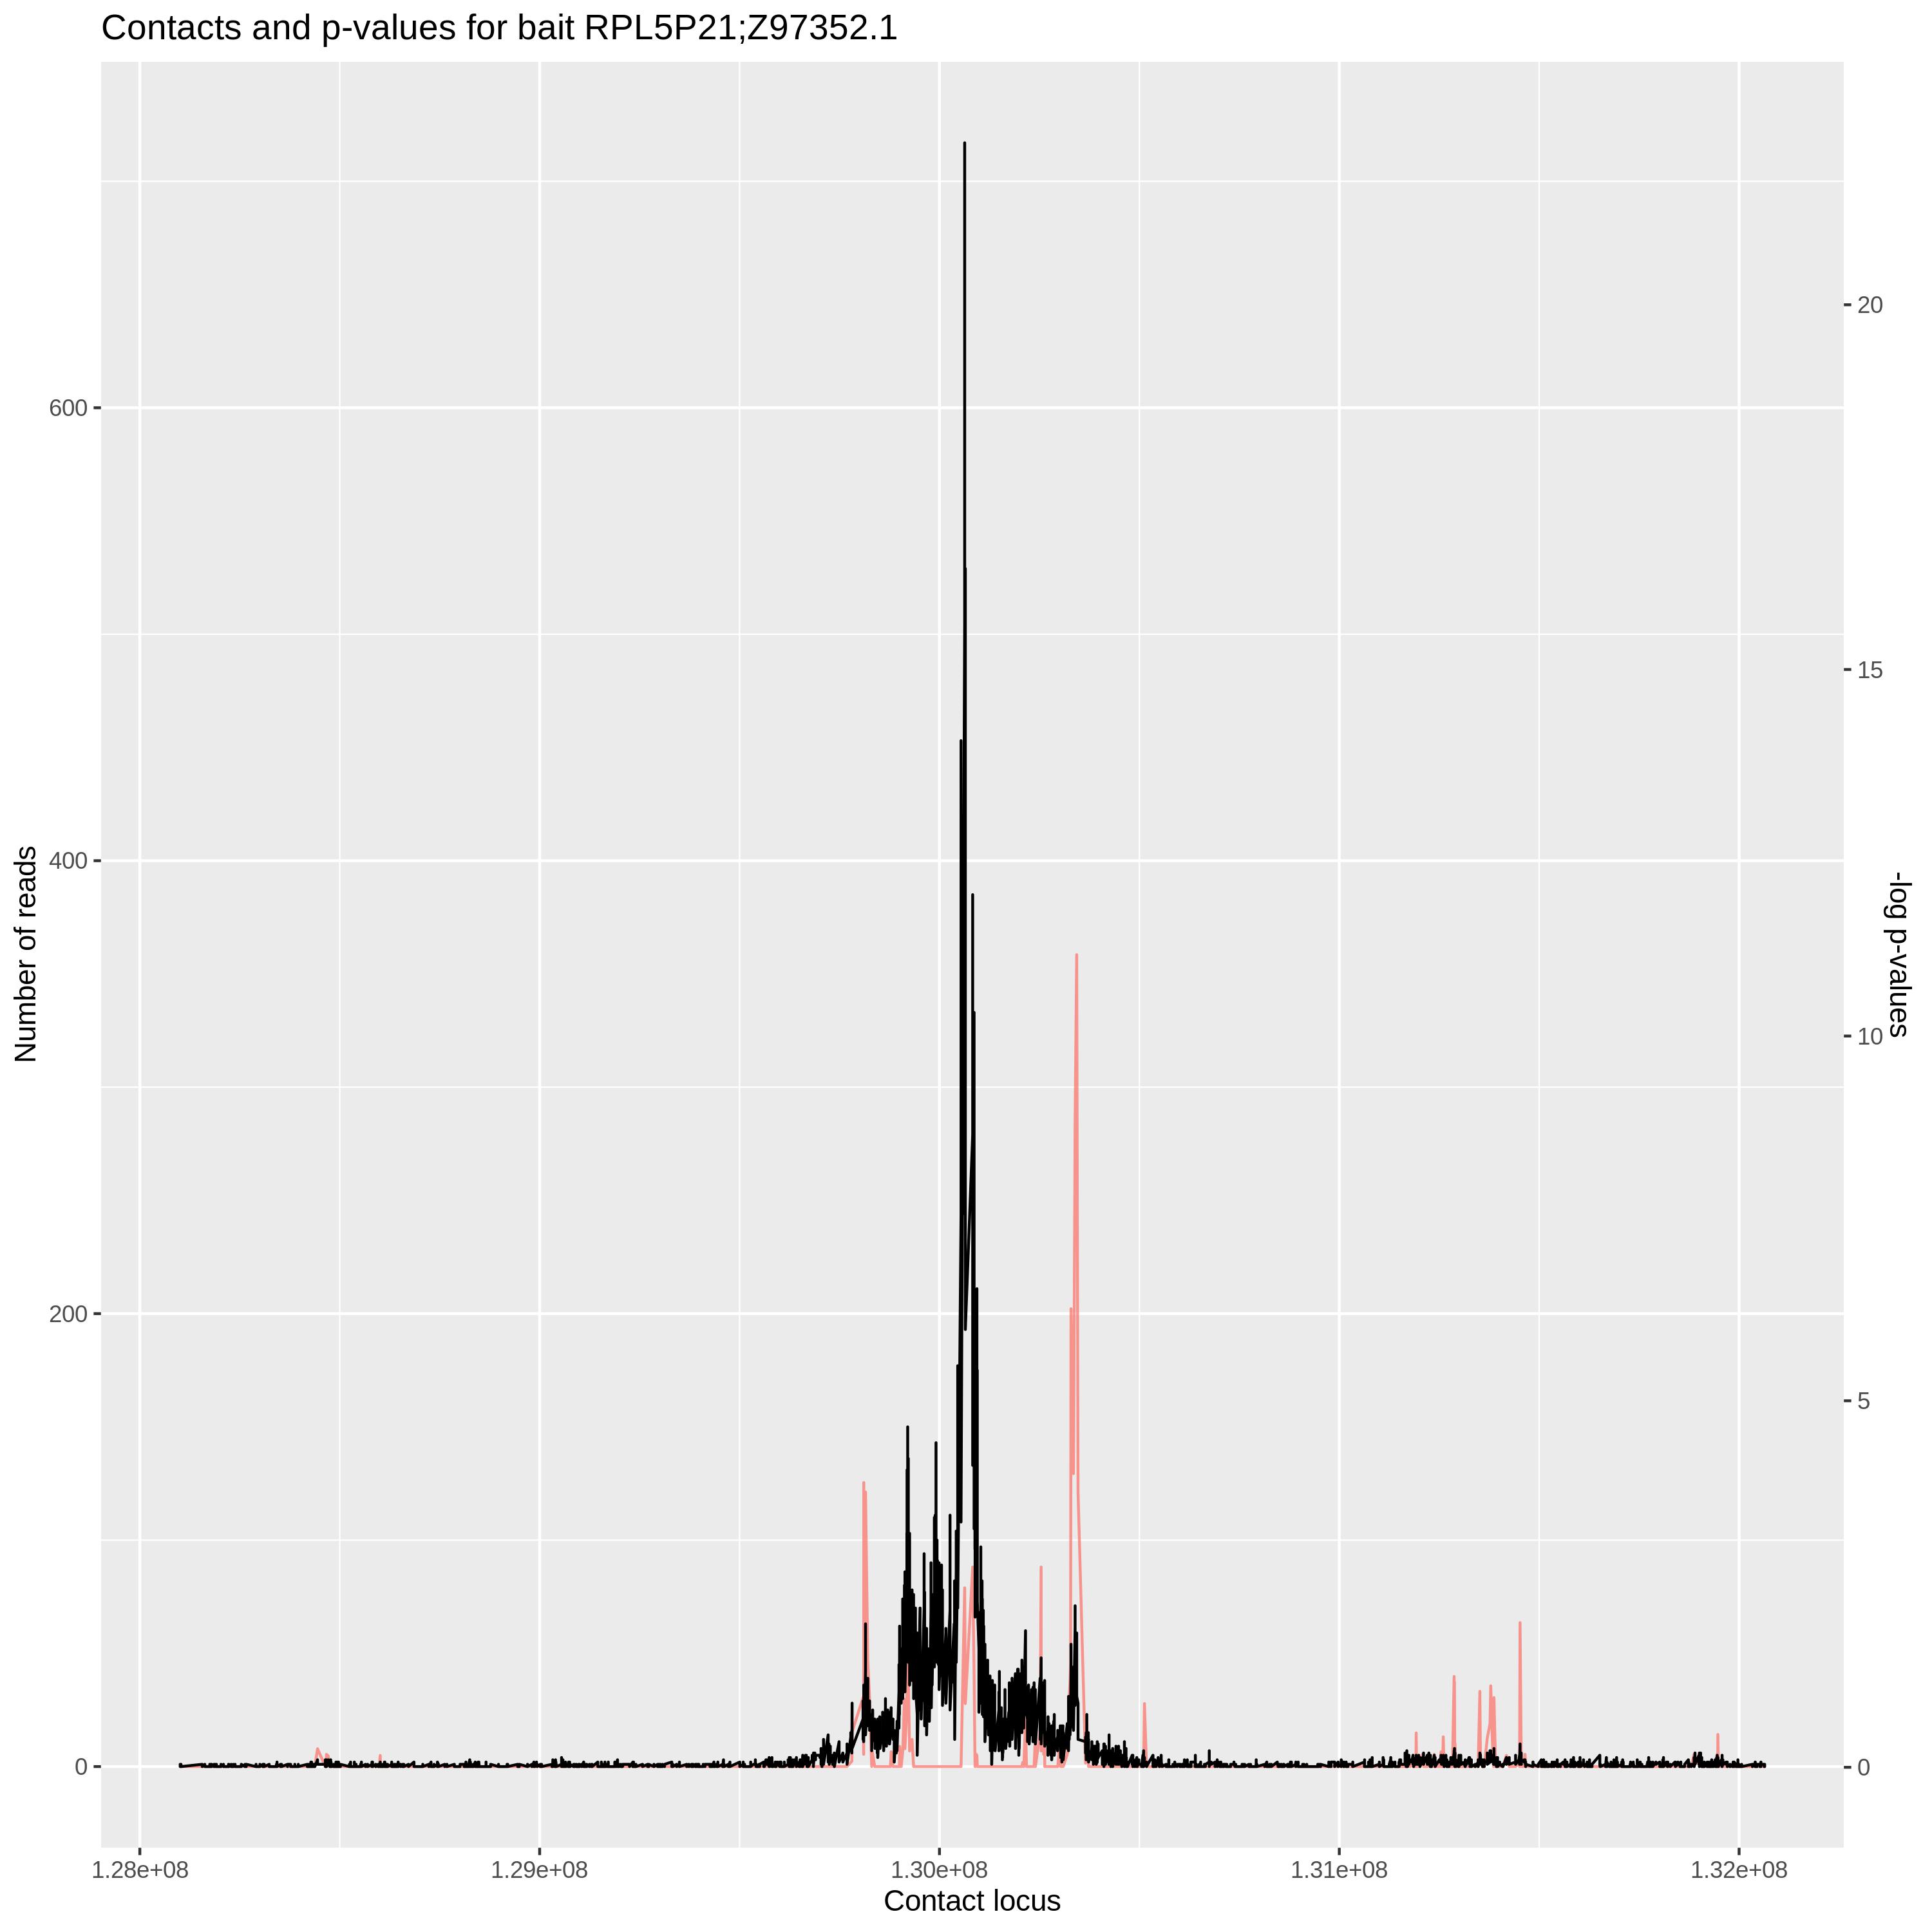 Contacts and p-values for bait RPL5P21;Z97352.1
Number of reads
600
400
200
0
20
15
10
5
0
-log p-values
1.28e+08
1.29e+08
1.30e+08
1.31e+08
1.32e+08
Contact locus